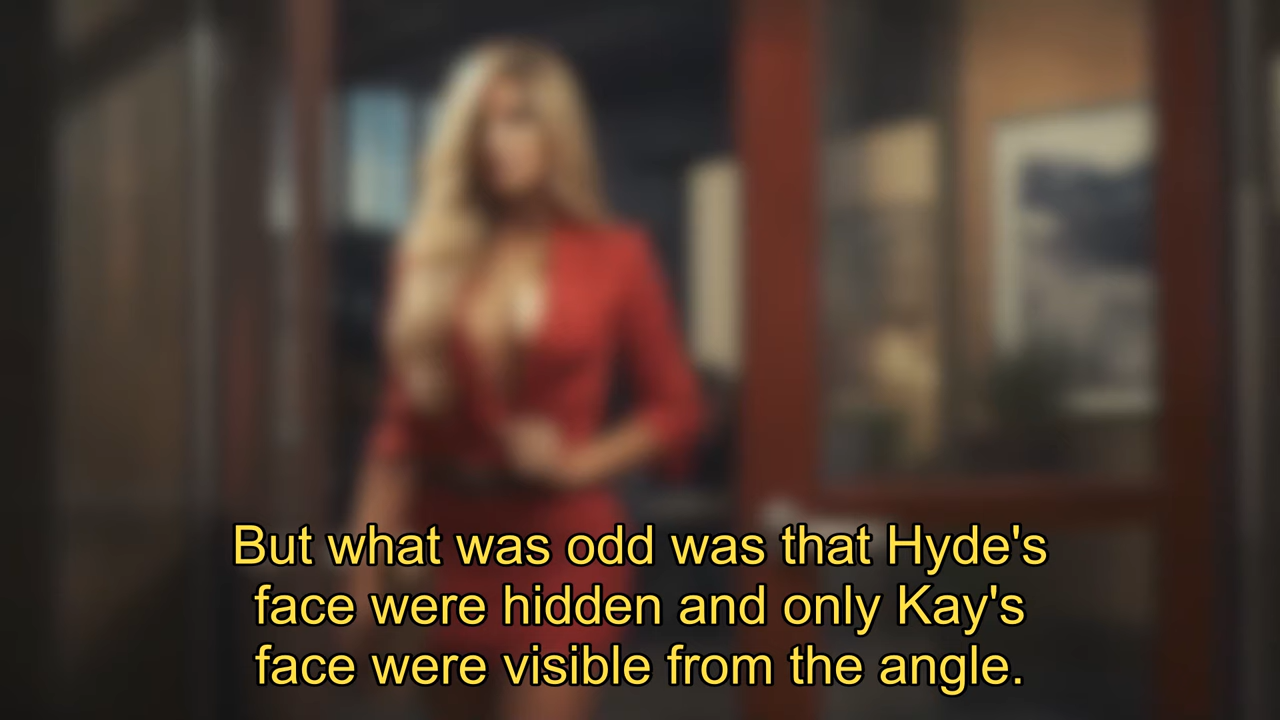 But what was odd was that Hyde's
face were hidden and only Kay's
face were visible from the angle.